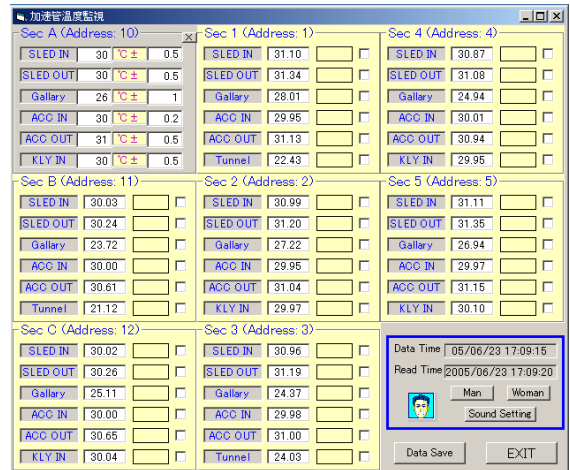 加速管温度監視
Sec A (Address: 10)
SLED IN 30 ℃± 0.5
SLED OUT 30 ℃± 0.5
Gallary 26 ℃± 1
ACC IN 30 ℃± 0.2
ACC OUT 31 ℃± 0.5
KLY IN 30 ℃± 0.5
Sec 1 (Address: 1)
SLED IN 31.10
SLED OUT 31.34
Gallary 28.01
ACC IN 29.95
ACC OUT 31.13
Tunnel 22.43
Sec 4 (Address: 4)
SLED IN 30.87
SLED OUT 31.08
Gallary 24.94
ACC IN 30.01
ACC OUT 30.94
KLY IN 29.95
Sec B (Address: 11)
SLED IN 30.03
SLED OUT 30.24
Gallary 23.72
ACC IN 30.00
ACC OUT 30.61
Tunnel 21.12
Sec 2 (Address: 2)
SLED IN 30.99
SLED OUT 31.20
Gallary 27.22
ACC IN 29.95
ACC OUT 31.04
KLY IN 29.97
Sec 5 (Address: 5)
SLED IN 31.11
SLED OUT 31.35
Gallary 26.94
ACC IN 29.97
ACC OUT 31.15
KLY IN 30.10
Sec C (Address: 12)
SLED IN 30.02
SLED OUT 30.26
Gallary 25.11
ACC IN 30.00
ACC OUT 30.65
KLY IN 30.04
Sec 3 (Address: 3)
SLED IN 30.96
SLED OUT 31.19
Gallary 24.37
ACC IN 29.98
ACC OUT 31.00
Tunnel 24.03
Data Time 05/06/23 17:09:15
Read Time 2005/06/23 17:09:20
Man Woman
Sound Setting
Data Save EXIT